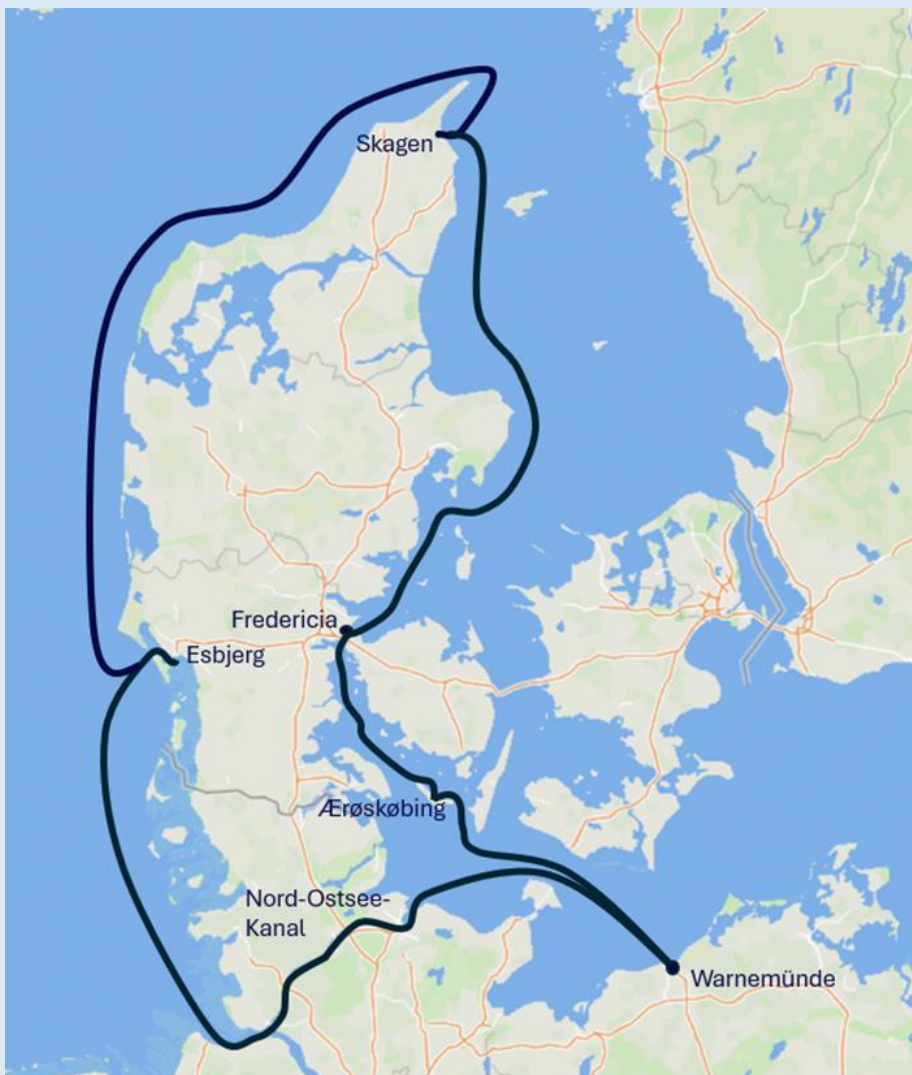 Skagen
Fredericia
Esbjerg
Ærøskøbing
Nord-Ostsee-
Kanal
Warnemünde